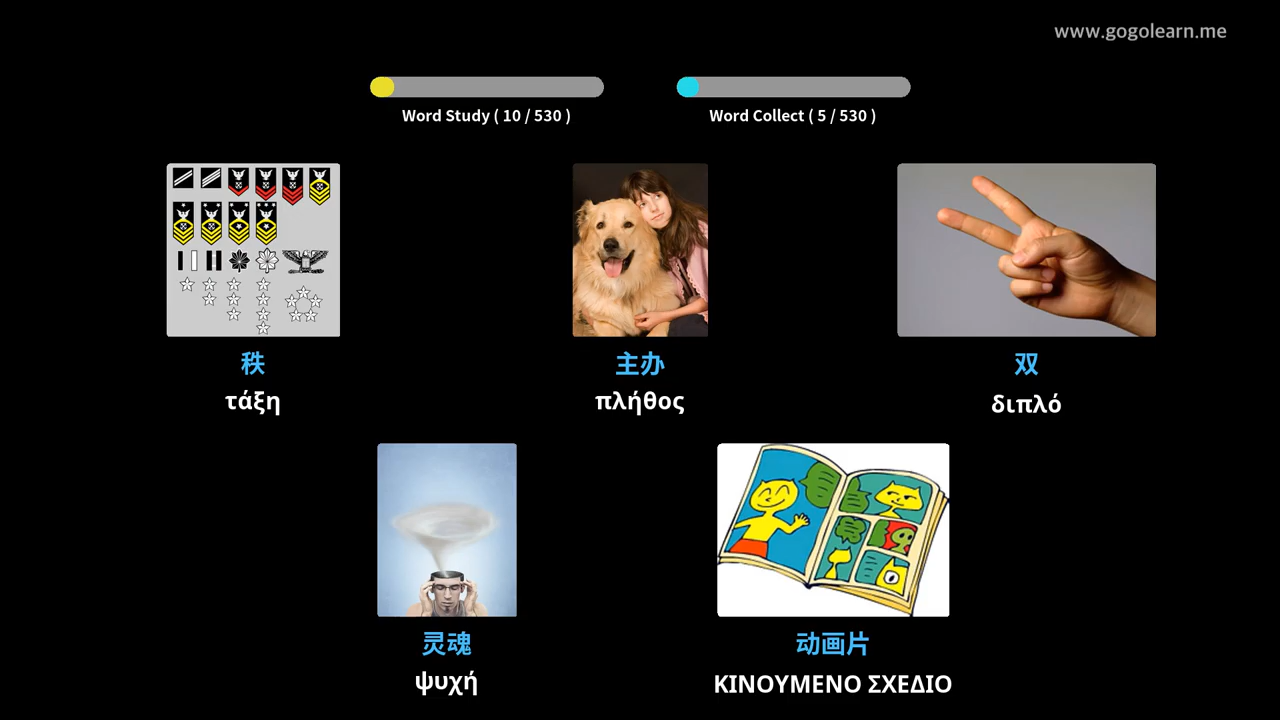 www.gogolearn.me
Word Study ( 10 / 530 )
Word Collect ( 5 / 530 )
秩
τάξη
主办
πλήθος
双
διπλό
灵魂
ψυχή
动画片
ΚΙΝΟΥΜΕΝΟ ΣΧΕΔΙΟ